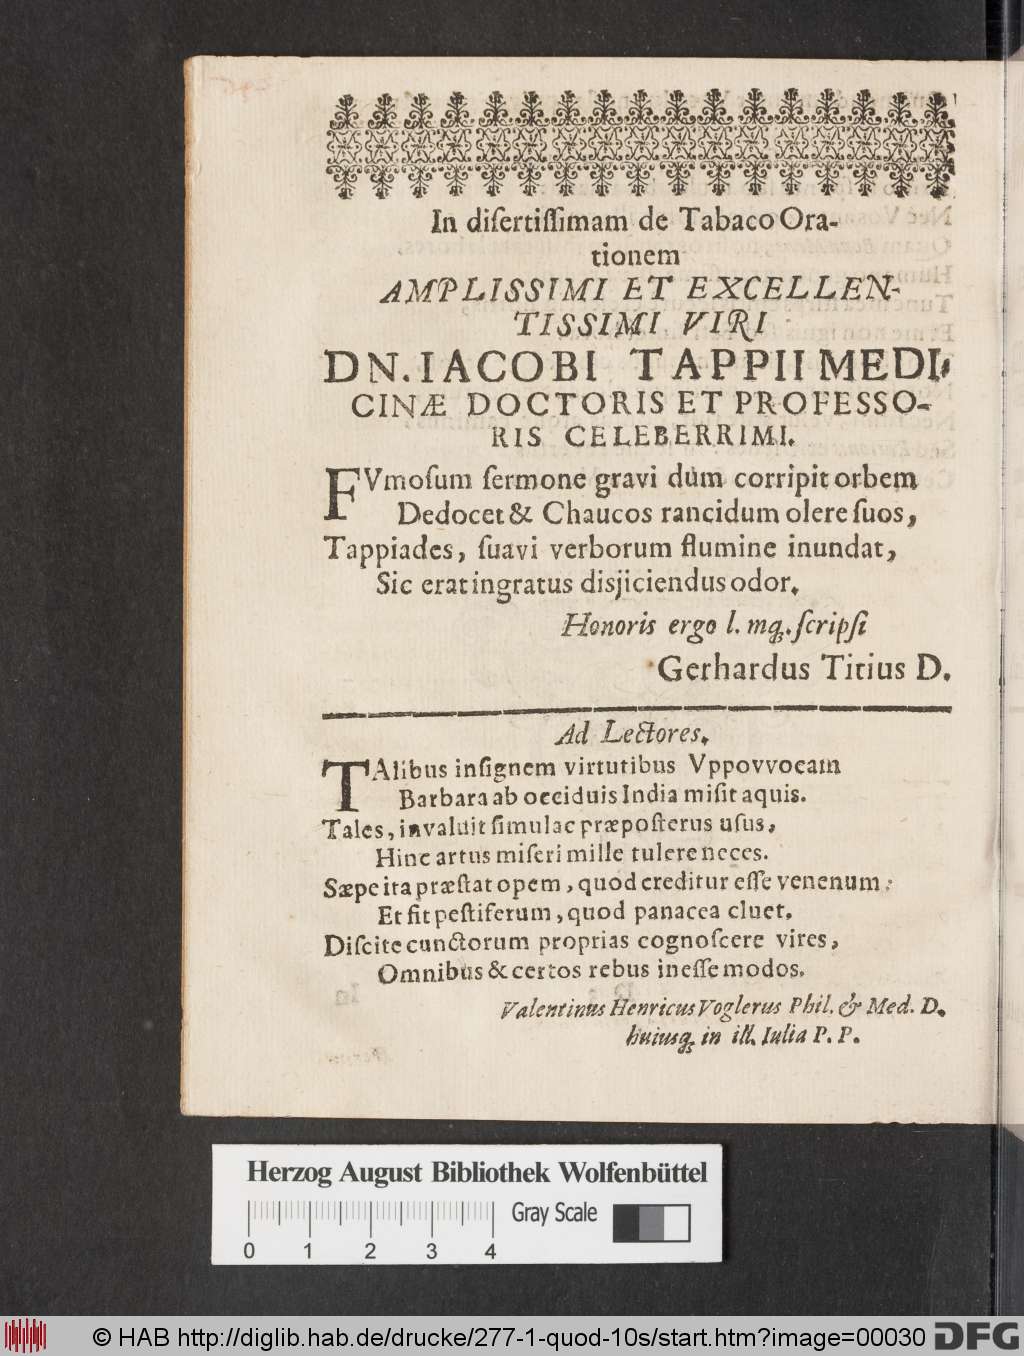 In diſertiſſimam de Tabaco Ora-
tionem
AMPLISSIMI ET EXCELLEN-
TISSIMI VIRI
DN. IACOBI TAPPII MEDI-
CINÆ DOCTORIS ET PROFESSO-
RIS CELEBERRIMI.
FVmoſum ſermone gravi dum corripit orbem
Dedocet & Chaucos rancidum olere ſuos,
Tappiades, ſuavi verborum flumine inundat,
Sic erat ingratus disjiciendus odor.
Honoris ergo l. mq́;. ſcripſi
Gerhardus Titius D.
Ad Lectores.
TAlibus inſignem virtutibus Vppovvocam
Barbara ab occiduis India miſit aquis.
Tales, invaluit ſimulac præpoſterus uſus,
Hinc artus miſeri mille tulere neces.
Sæpe ita præſtat opem, quod creditur eſſe venenum:
Et fit peſtiferum, quod panacea cluet.
Diſcite cunctorum proprias cognoſcere vires,
Omnibus & certos rebus ineſſe modos.
Valentinus Henricus Voglerus Phil. & Med. D.
huiusq́; in ill. Iulia P. P.
Herzog August Bibliothek Wolfenbüttel
Gray Scale
0 1 2 3 4
© HAB http://diglib.hab.de/drucke/277-1-quod-10s/start.htm?image=00030 DFG